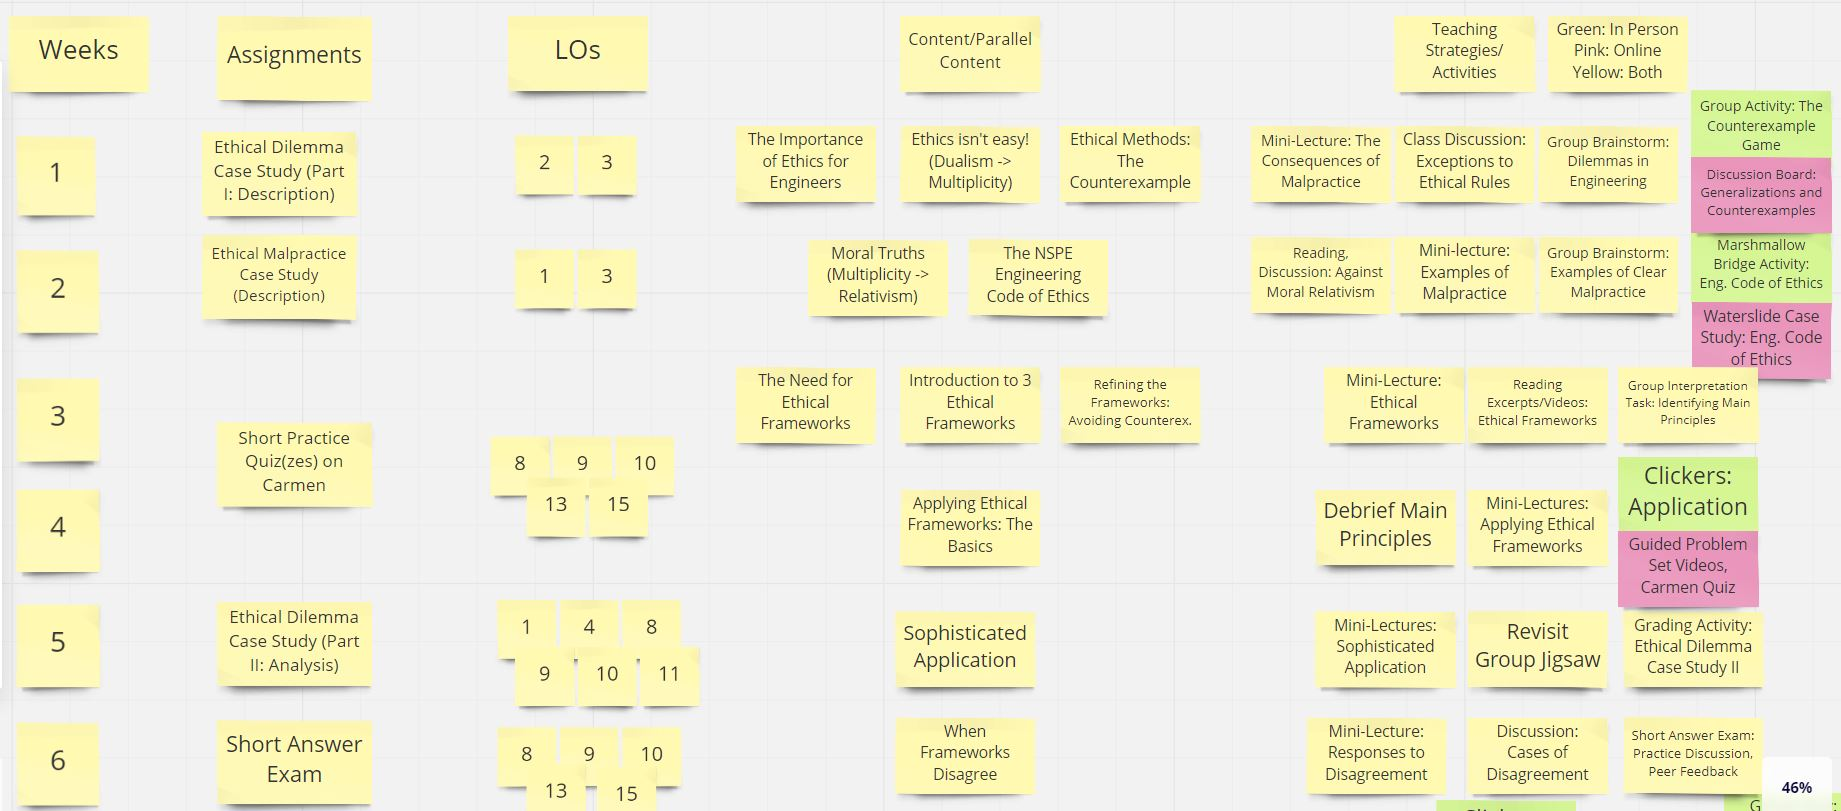 Weeks
Assignments
LOs
Content/Parallel
Content
Teaching
Strategies/
Activities
Green: In Person
Pink: Online
Yellow: Both
1
Ethical Dilemma
Case Study (Part
I: Description)
2
3
The Importance
of Ethics for
Engineers
Ethics isn't easy!
(Dualism ->
Multiplicity)
Ethical Methods:
The
Counterexample
Mini-Lecture: The
Consequences of
Malpractice
Class Discussion:
Exceptions to
Ethical Rules
Group Brainstorm:
Dilemmas in
Engineering
Group Activity: The
Counterexample
Game
Discussion Board:
Generalizations and
Counterexamples
2
Ethical Malpractice
Case Study
(Description)
1
3
Moral Truths
(Multiplicity ->
Relativism)
The NSPE
Engineering
Code of Ethics
Reading,
Discussion: Against
Moral Relativism
Mini-lecture:
Examples of
Malpractice
Group Brainstorm:
Examples of Clear
Malpractice
Marshmallow
Bridge Activity:
Eng. Code of Ethics
Waterslide Case
Study: Eng. Code
of Ethics
3
The Need for
Ethical
Frameworks
Introduction to 3
Ethical
Frameworks
Refining the
Frameworks:
Avoiding Counterex.
Mini-Lecture:
Ethical
Frameworks
Reading
Excerpts/Videos:
Ethical Frameworks
Group Interpretation
Task: Identifying Main
Principles
Short Practice
Quiz(zes) on
Carmen
8
9
10
13
15
4
Applying Ethical
Frameworks: The
Basics
Debrief Main
Principles
Mini-Lectures:
Applying Ethical
Frameworks
Clickers:
Application
Guided Problem
Set Videos,
Carmen Quiz
5
Ethical Dilemma
Case Study (Part
II: Analysis)
1
4
8
9
10
11
Sophisticated
Application
Mini-Lectures:
Sophisticated
Application
Revisit
Group Jigsaw
Grading Activity:
Ethical Dilemma
Case Study II
6
Short Answer
Exam
8
9
10
13
15
When
Frameworks
Disagree
Mini-Lecture:
Responses to
Disagreement
Discussion:
Cases of
Disagreement
Short Answer Exam:
Practice Discussion,
Peer Feedback
46%